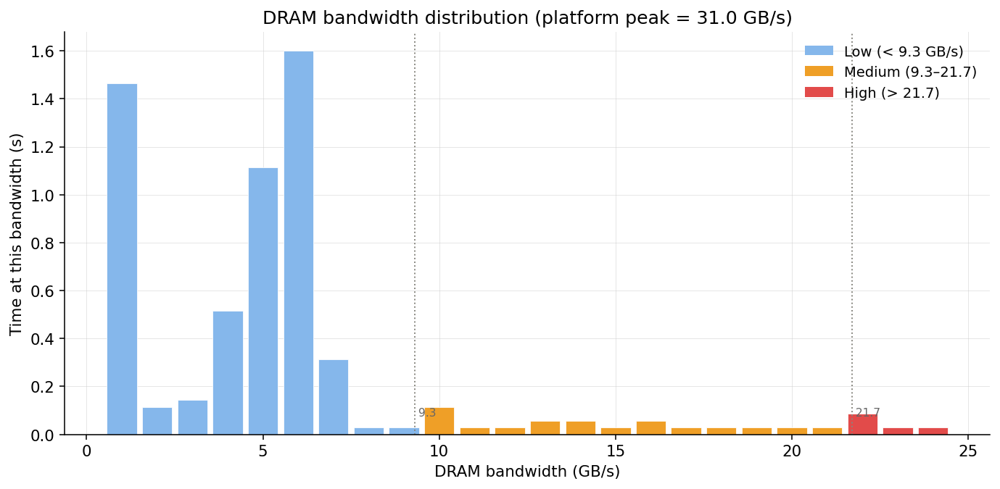 DRAM bandwidth distribution (platform peak = 31.0 GB/s)
Low (< 9.3 GB/s)
Medium (9.3–21.7)
High (> 21.7)
Time at this bandwidth (s)
1.6
1.4
1.2
1.0
0.8
0.6
0.4
0.2
0.0
9.3
21.7
0
5
10
15
20
25
DRAM bandwidth (GB/s)